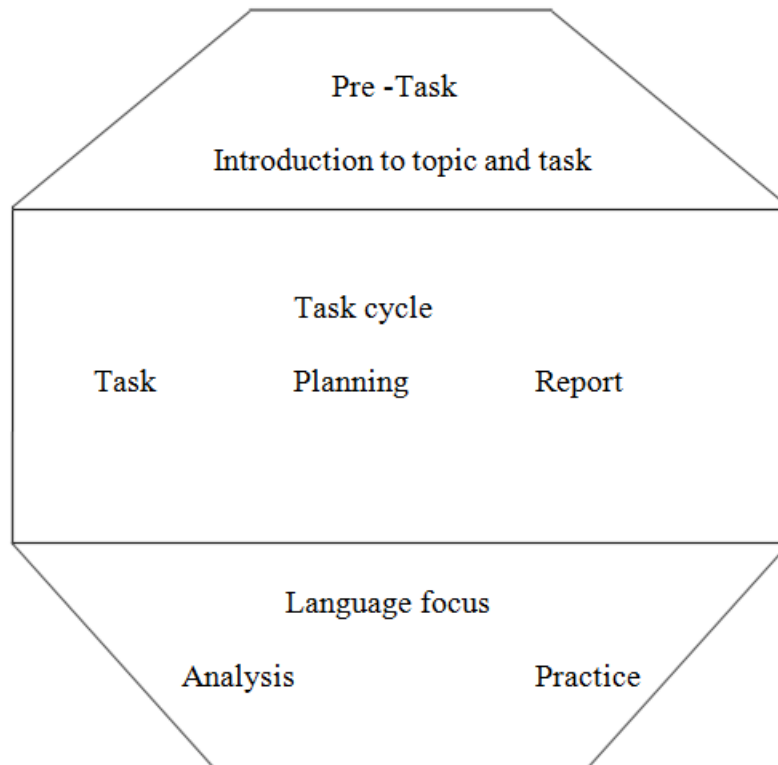 Pre -Task
Introduction to topic and task
Task cycle
Task Planning Report
Language focus
Analysis Practice